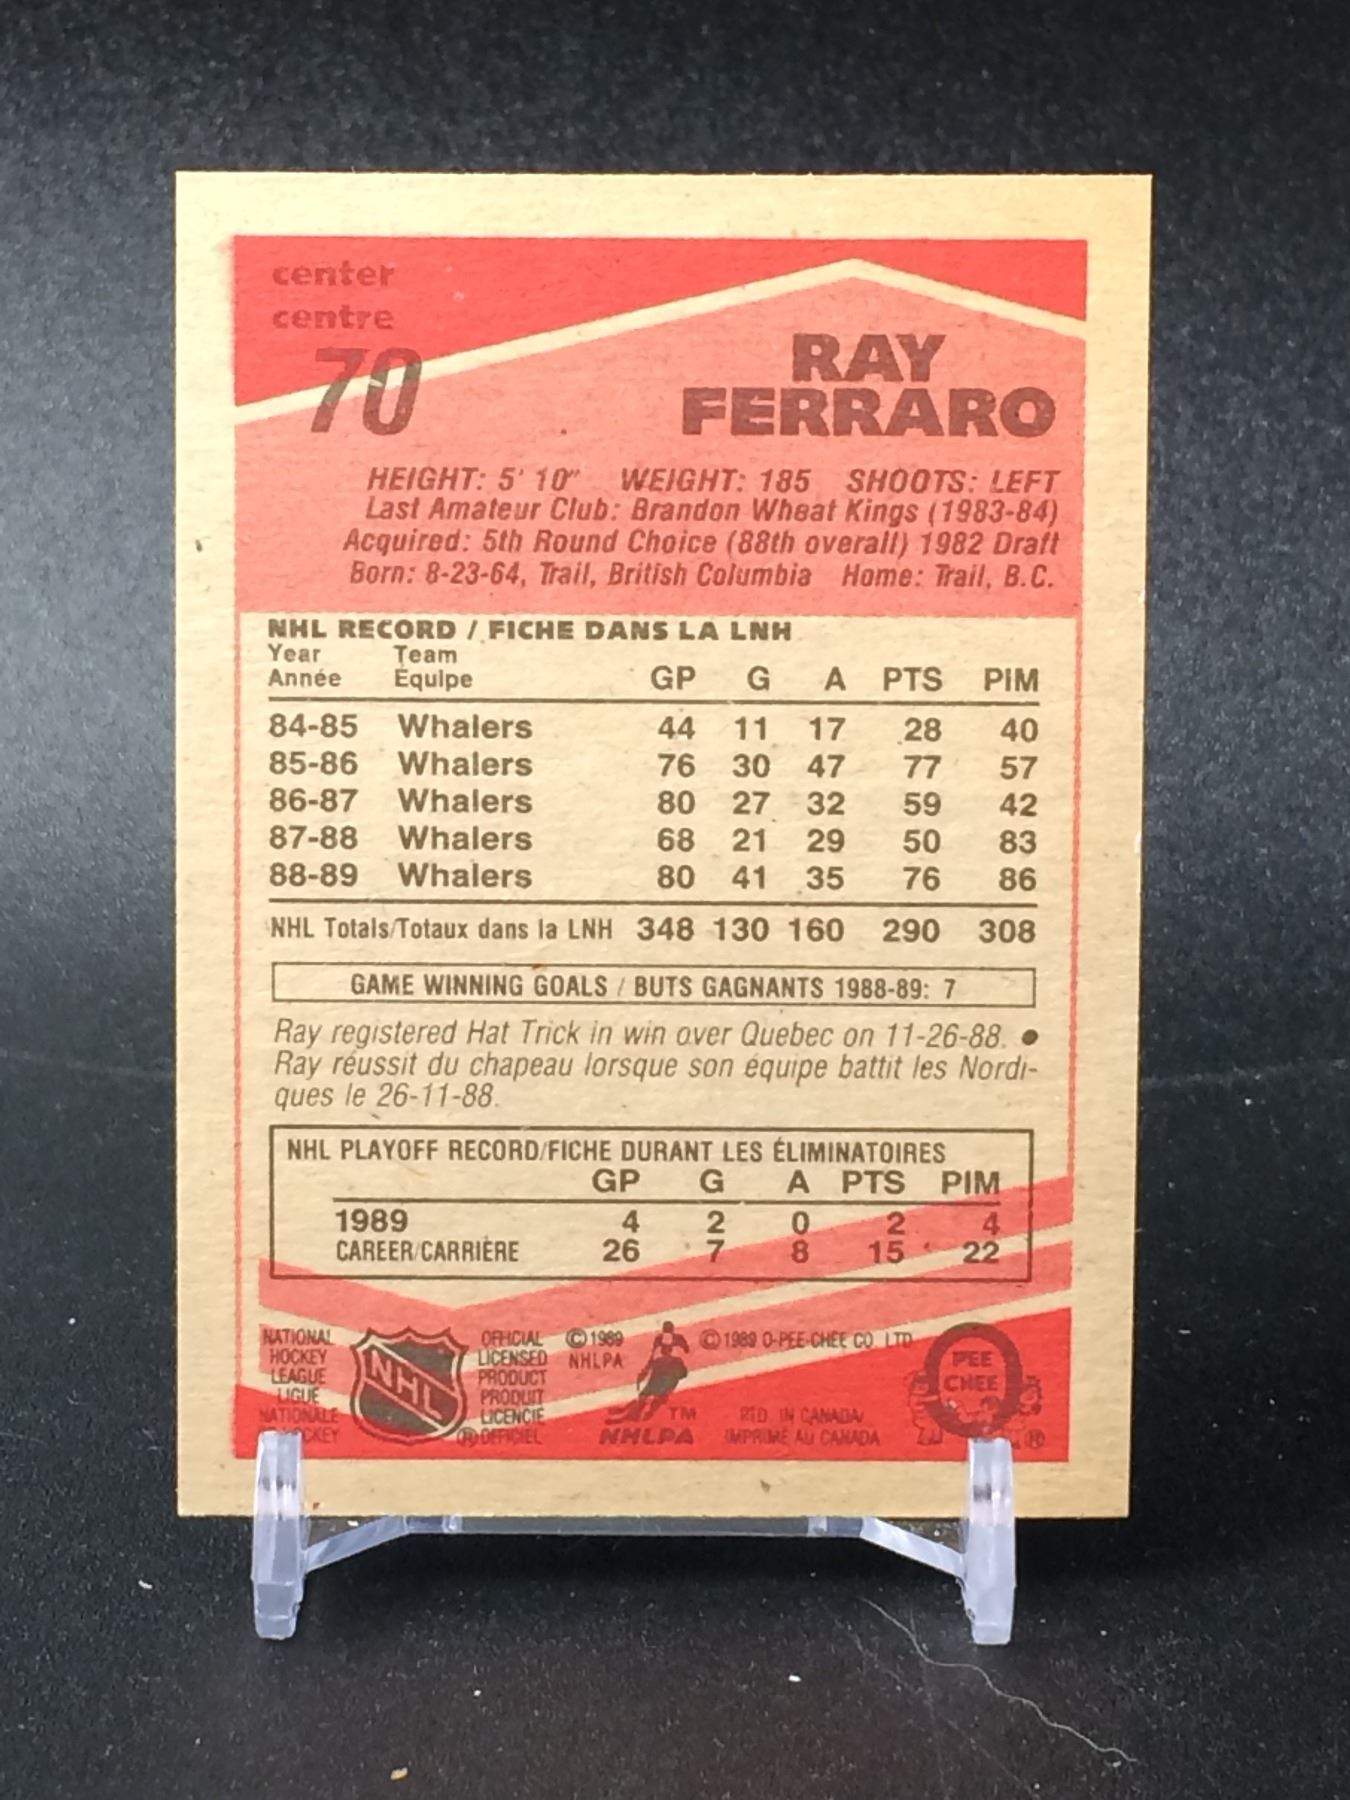 center
centre
70
RAY
FERRARO
HEIGHT: 5' 10" WEIGHT: 185 SHOOTS: LEFT
Last Amateur Club: Brandon Wheat Kings (1983-84)
Acquired: 5th Round Choice (88th overall) 1982 Draft
Born: 8-23-64, Trail, British Columbia Home: Trail, B.C.
NHL RECORD / FICHE DANS LA LNH
Year Team
Année Équipe GP G A PTS PIM
84-85 Whalers 44 11 17 28 40
85-86 Whalers 76 30 47 77 57
86-87 Whalers 80 27 32 59 42
87-88 Whalers 68 21 29 50 83
88-89 Whalers 80 41 35 76 86
NHL Totals/Totaux dans la LNH 348 130 160 290 308
GAME WINNING GOALS / BUTS GAGNANTS 1988-89: 7
Ray registered Hat Trick in win over Quebec on 11-26-88. ●
Ray réussit du chapeau lorsque son équipe battit les Nordi-
ques le 26-11-88.
NHL PLAYOFF RECORD/FICHE DURANT LES ÉLIMINATOIRES
GP G A PTS PIM
1989 4 2 0 2 4
CAREER/CARRIÈRE 26 7 8 15 22
NATIONAL
HOCKEY
LEAGUE
LIGUE
NATIONALE
HOCKEY
NHL
OFFICIAL
LICENSED
PRODUCT
PRODUIT
LICENCIÉ
® OFFICIEL
© 1989
NHLPA
TM
NHLPA
© 1989 O-PEE-CHEE CO. LTD.
PTD. IN CANADA/
IMPRIMÉ AU CANADA
O
PEE
CHEE
®